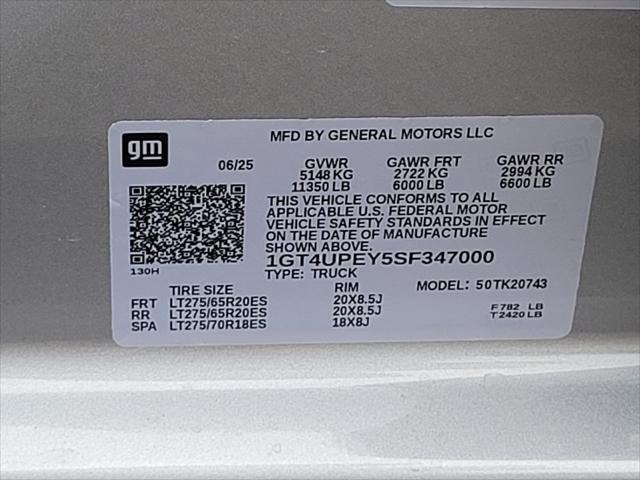 gm
MFD BY GENERAL MOTORS LLC
06/25 GVWR GAWR FRT GAWR RR
5148 KG 2722 KG 2994 KG
11350 LB 6000 LB 6600 LB
THIS VEHICLE CONFORMS TO ALL
APPLICABLE U.S. FEDERAL MOTOR
VEHICLE SAFETY STANDARDS IN EFFECT
ON THE DATE OF MANUFACTURE
SHOWN ABOVE.
130H
1GT4UPEY5SF347000
TYPE: TRUCK
TIRE SIZE RIM MODEL: 50TK20743
FRT LT275/65R20ES 20X8.5J F782 LB
RR LT275/65R20ES 20X8.5J T2420LB
SPA LT275/70R18ES 18X8J